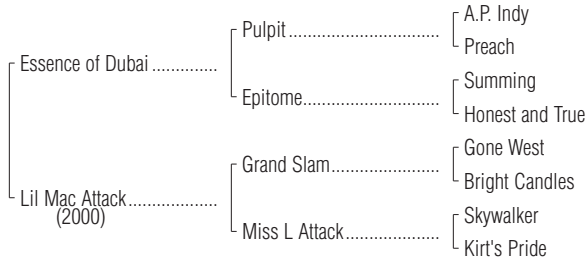 A.P. Indy
Pulpit
Preach
Essence of Dubai
Summing
Epitome
Honest and True
Gone West
Grand Slam
Bright Candles
Lil Mac Attack
(2000)
Skywalker
Miss L Attack
Kirt's Pride